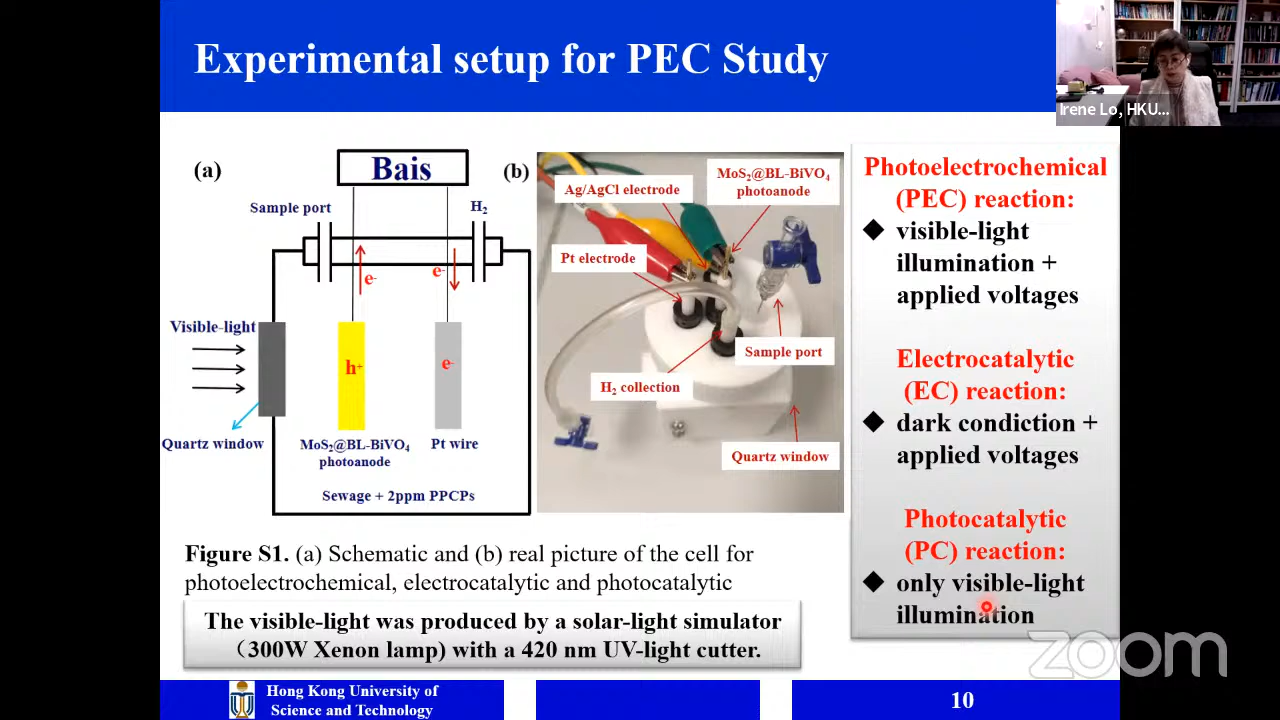 Experimental setup for PEC Study
Irene Lo, HKU...
(a)
Bais
(b)
Sample port
H₂
e⁻
e⁻
Visible-light
h⁺
e⁻
Quartz window
MoS₂@BL-BiVO₄
photoanode
Pt wire
Sewage + 2ppm PPCPs
Ag/AgCl electrode
MoS₂@BL-BiVO₄
photoanode
Pt electrode
Sample port
H₂ collection
Quartz window
Photoelectrochemical
(PEC) reaction:
◆ visible-light
illumination +
applied voltages
Electrocatalytic
(EC) reaction:
◆ dark condiction +
applied voltages
Photocatalytic
(PC) reaction:
◆ only visible-light
illumination
Figure S1. (a) Schematic and (b) real picture of the cell for
photoelectrochemical, electrocatalytic and photocatalytic
The visible-light was produced by a solar-light simulator
（300W Xenon lamp) with a 420 nm UV-light cutter.
zoom
Hong Kong University of
Science and Technology
10